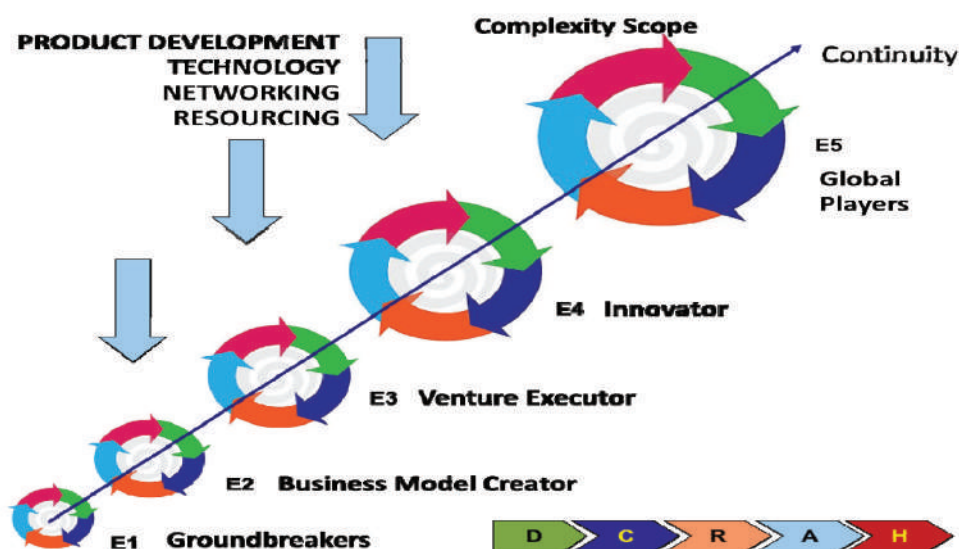 Complexity Scope
PRODUCT DEVELOPMENT
TECHNOLOGY
NETWORKING
RESOURCING
Continuity
E5
Global
Players
E4 Innovator
E3 Venture Executor
E2 Business Model Creator
E1 Groundbreakers
D C R A H